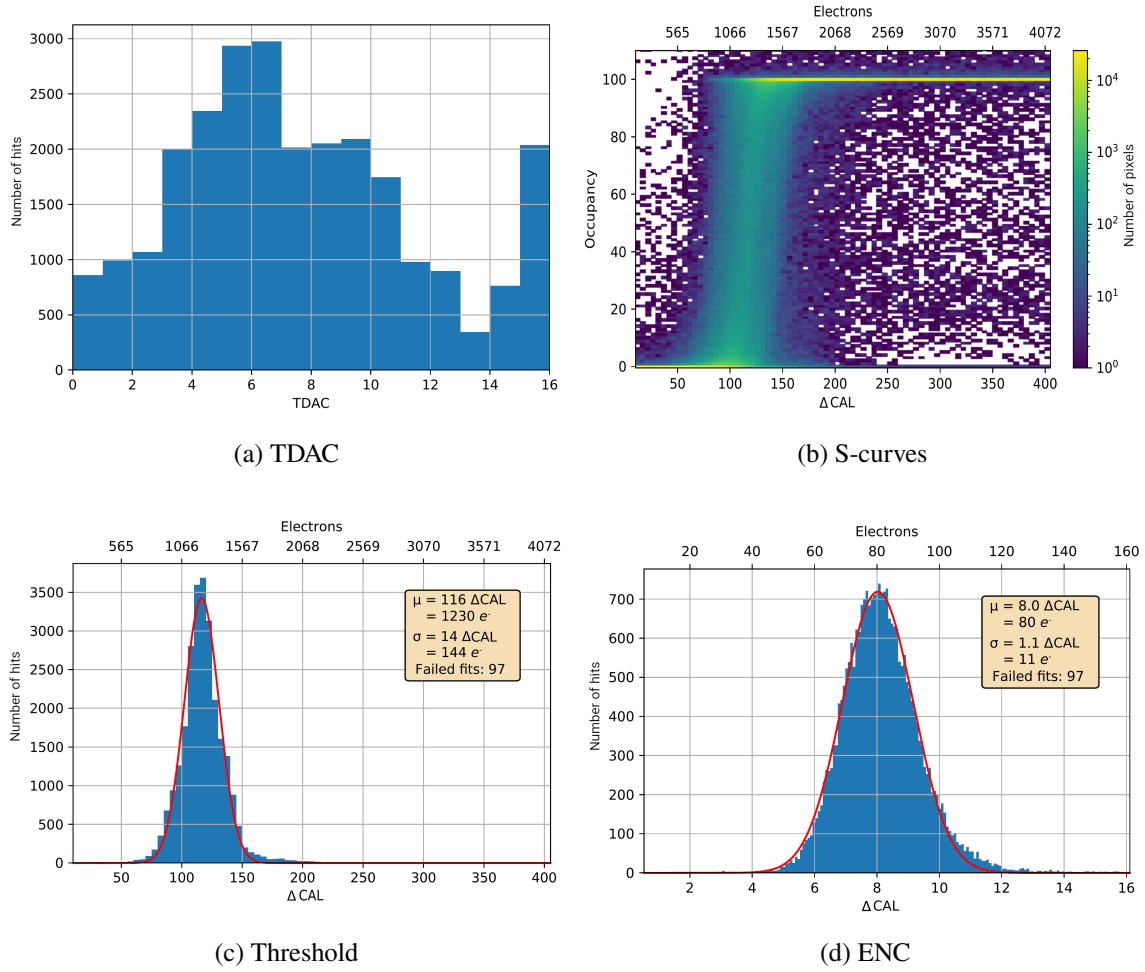 3000
2500
2000
1500
1000
500
0
Number of hits
0 2 4 6 8 10 12 14 16
TDAC
(a) TDAC
Electrons
565 1066 1567 2068 2569 3070 3571 4072
100
80
60
40
20
0
Occupancy
50 100 150 200 250 300 350 400
Δ CAL
10⁴
10³
10²
10¹
10⁰
Number of pixels
(b) S-curves
Electrons
565 1066 1567 2068 2569 3070 3571 4072
3500
3000
2500
2000
1500
1000
500
0
Number of hits
μ = 116 ΔCAL
= 1230 e⁻
σ = 14 ΔCAL
= 144 e⁻
Failed fits: 97
50 100 150 200 250 300 350 400
Δ CAL
(c) Threshold
Electrons
20 40 60 80 100 120 140 160
700
600
500
400
300
200
100
0
Number of hits
μ = 8.0 ΔCAL
= 80 e⁻
σ = 1.1 ΔCAL
= 11 e⁻
Failed fits: 97
2 4 6 8 10 12 14 16
Δ CAL
(d) ENC